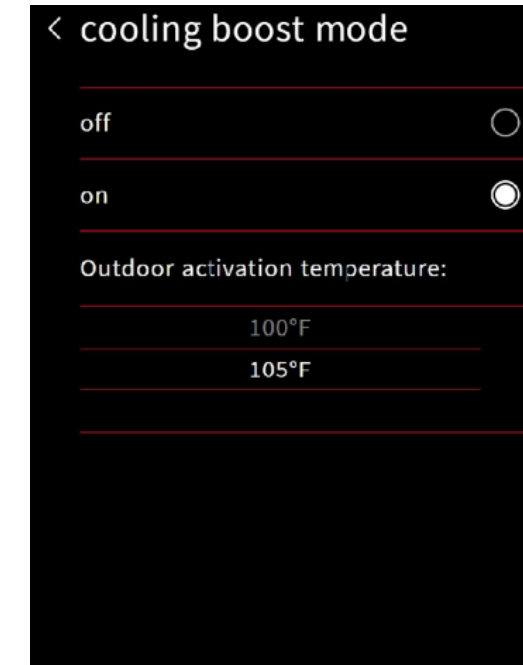 cooling boost mode
off
on
Outdoor activation temperature:
100°F
105°F